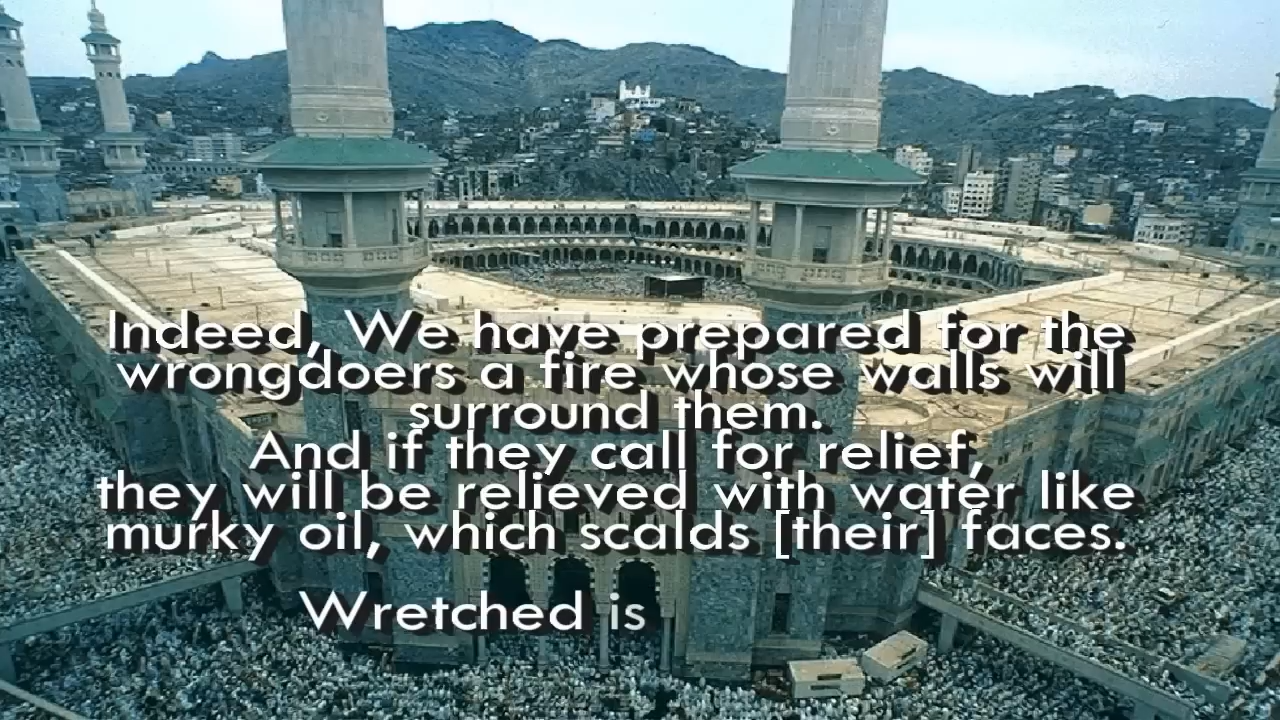 Indeed, We have prepared for the
wrongdoers a fire whose walls will
surround them.
And if they call for relief,
they will be relieved with water like
murky oil, which scalds [their] faces.
Wretched is